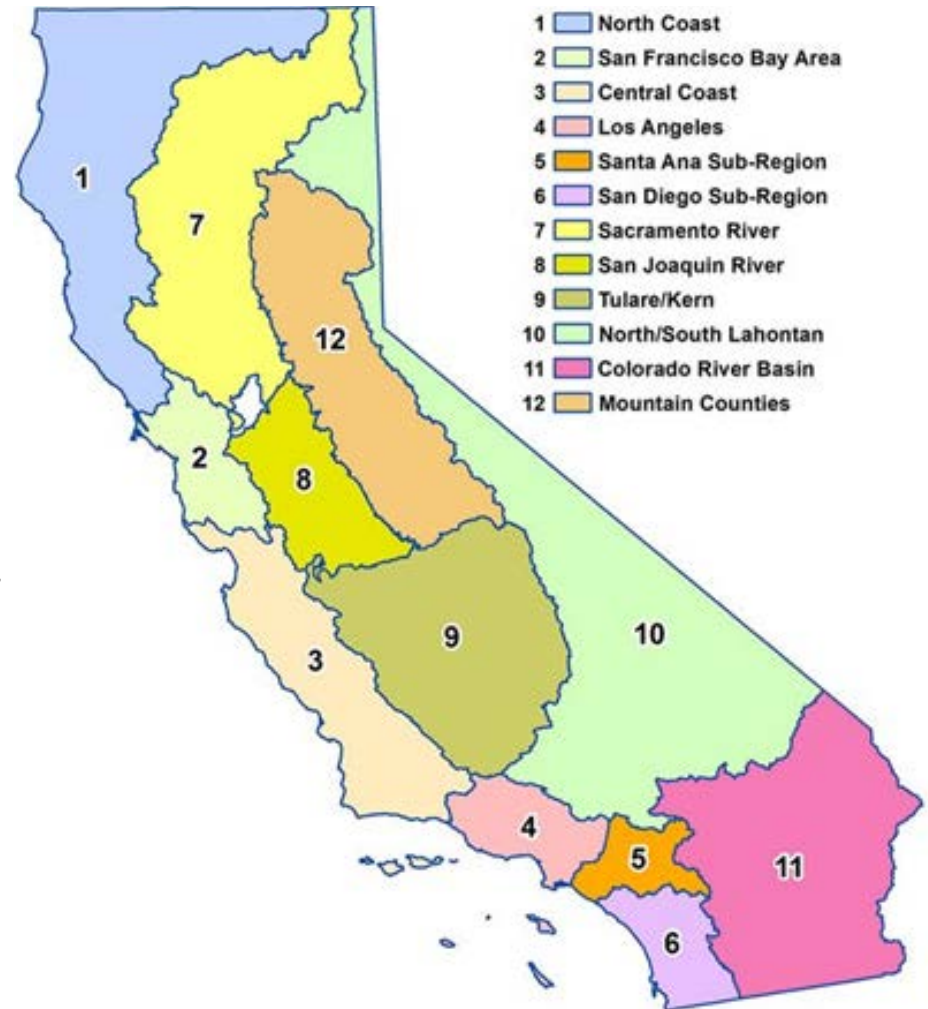 1 North Coast
2 San Francisco Bay Area
3 Central Coast
4 Los Angeles
5 Santa Ana Sub-Region
6 San Diego Sub-Region
7 Sacramento River
8 San Joaquin River
9 Tulare/Kern
10 North/South Lahontan
11 Colorado River Basin
12 Mountain Counties
1
7
12
2
8
9
10
3
4
5
11
6